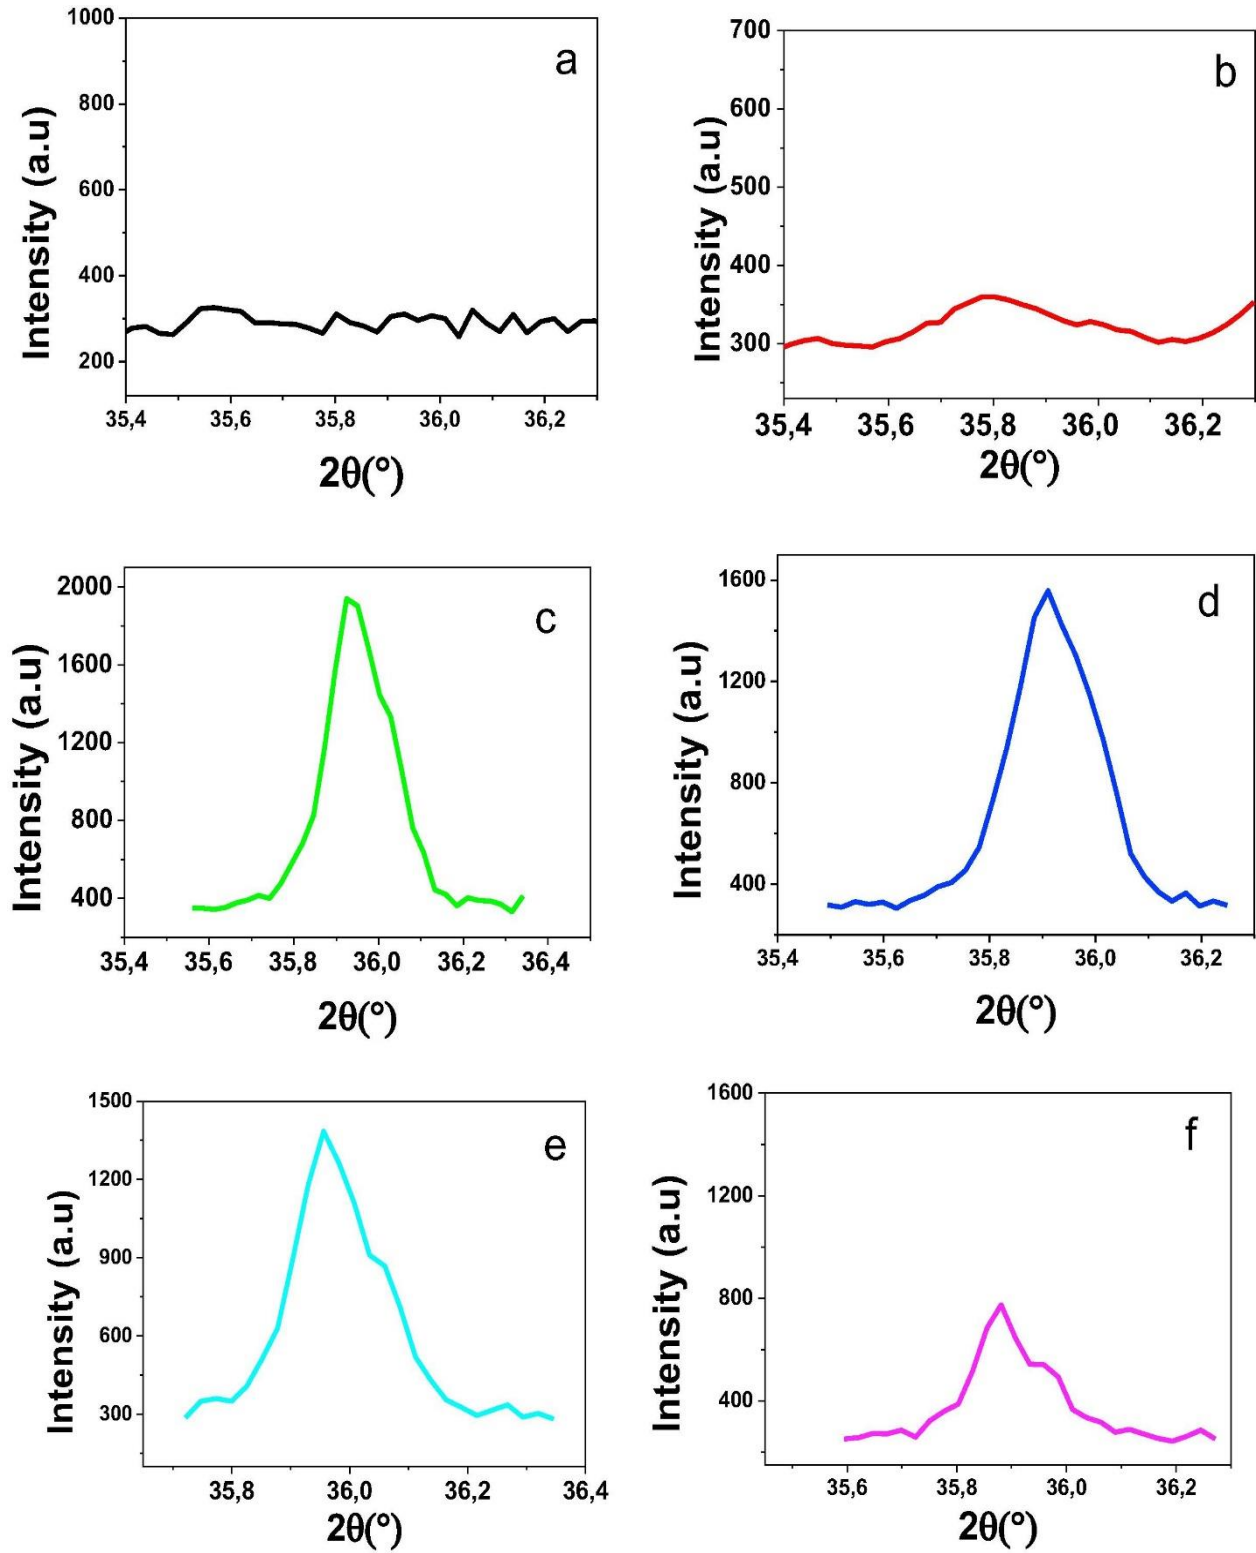 a
Intensity (a.u)
1000
800
600
400
200
35,4 35,6 35,8 36,0 36,2
2θ(°)
b
Intensity (a.u)
700
600
500
400
300
35,4 35,6 35,8 36,0 36,2
2θ(°)
c
Intensity (a.u)
2000
1600
1200
800
400
35,4 35,6 35,8 36,0 36,2 36,4
2θ(°)
d
Intensity (a.u)
1600
1200
800
400
35,4 35,6 35,8 36,0 36,2
2θ(°)
e
Intensity (a.u)
1500
1200
900
600
300
35,8 36,0 36,2 36,4
2θ(°)
f
Intensity (a.u)
1600
1200
800
400
35,6 35,8 36,0 36,2
2θ(°)